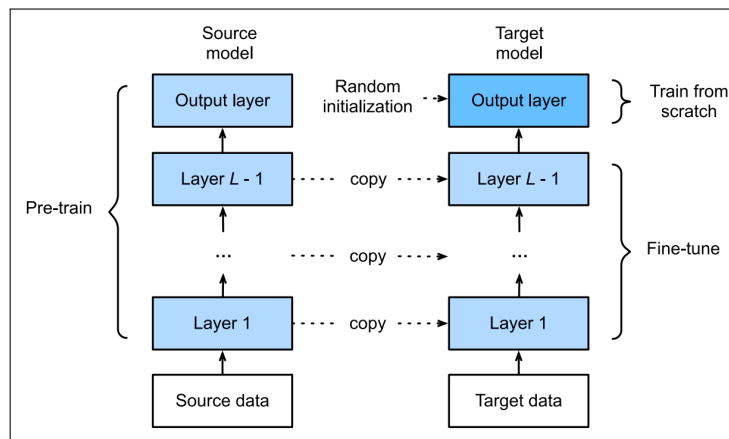 Source
model
Target
model
Output layer
Random
initialization
Output layer
Train from
scratch
Layer L - 1
copy
Layer L - 1
Pre-train
...
copy
...
Fine-tune
Layer 1
copy
Layer 1
Source data
Target data